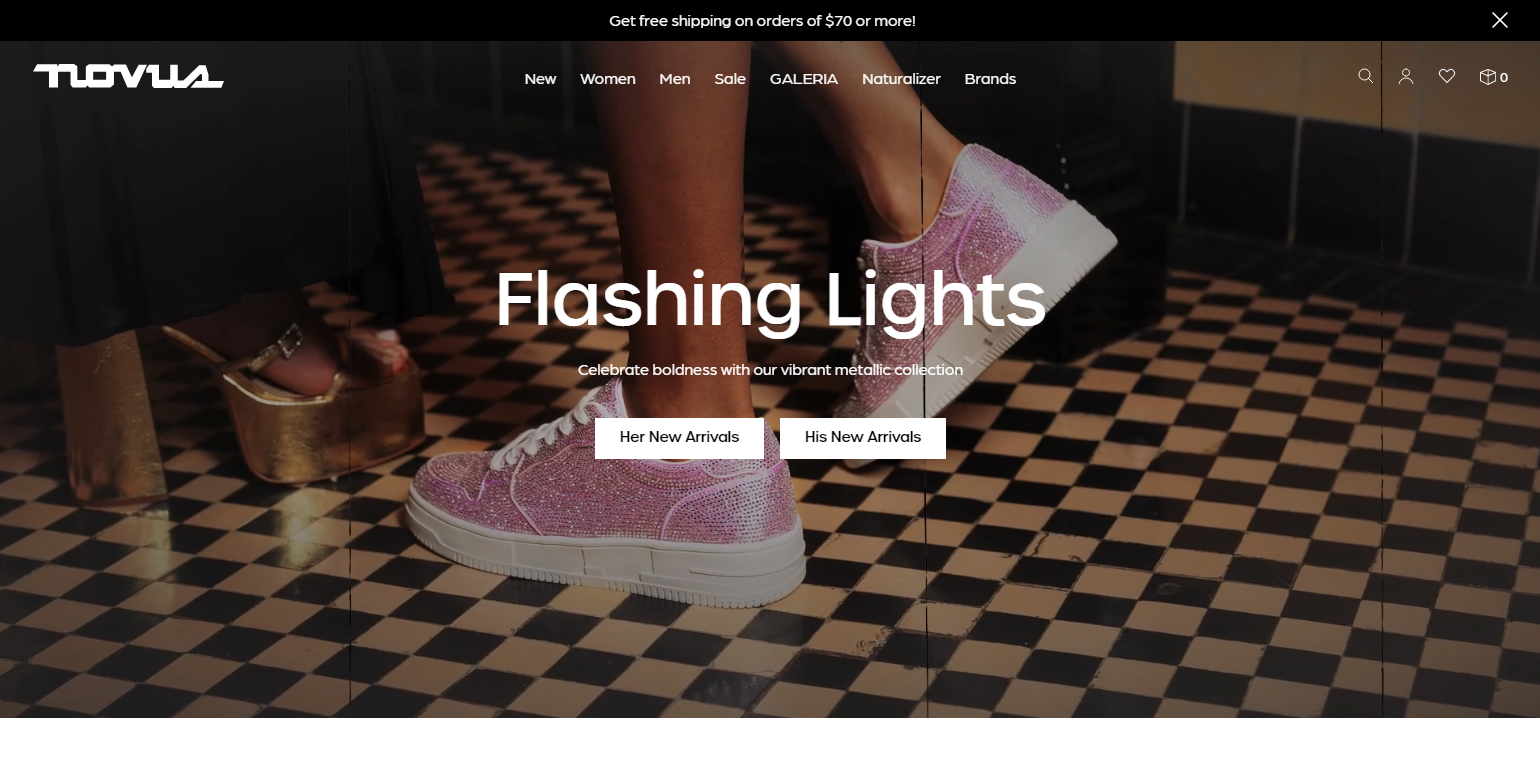 Get free shipping on orders of $70 or more!
NOVUA
New Women Men Sale GALERIA Naturalizer Brands
0
Flashing Lights
Celebrate boldness with our vibrant metallic collection
Her New Arrivals His New Arrivals